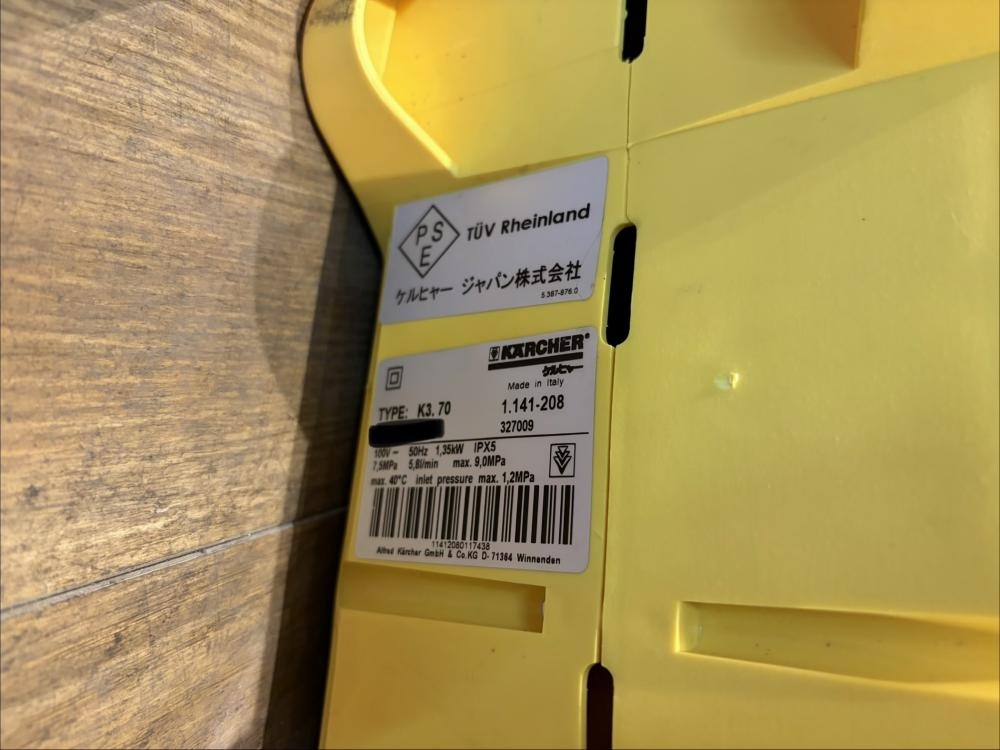 PS
E
TÜV Rheinland
ケルヒャー ジャパン株式会社
5.387-876.0
KÄRCHER®
ケルヒャー
Made in Italy
TYPE: K3.70 1.141-208
327009
100V~ 50Hz 1,35kW IPX5
7,5MPa 5,8l/min max. 9,0MPa
max. 40°C inlet pressure max. 1,2MPa
11412080117438
Alfred Kärcher GmbH & Co.KG D-71364 Winnenden